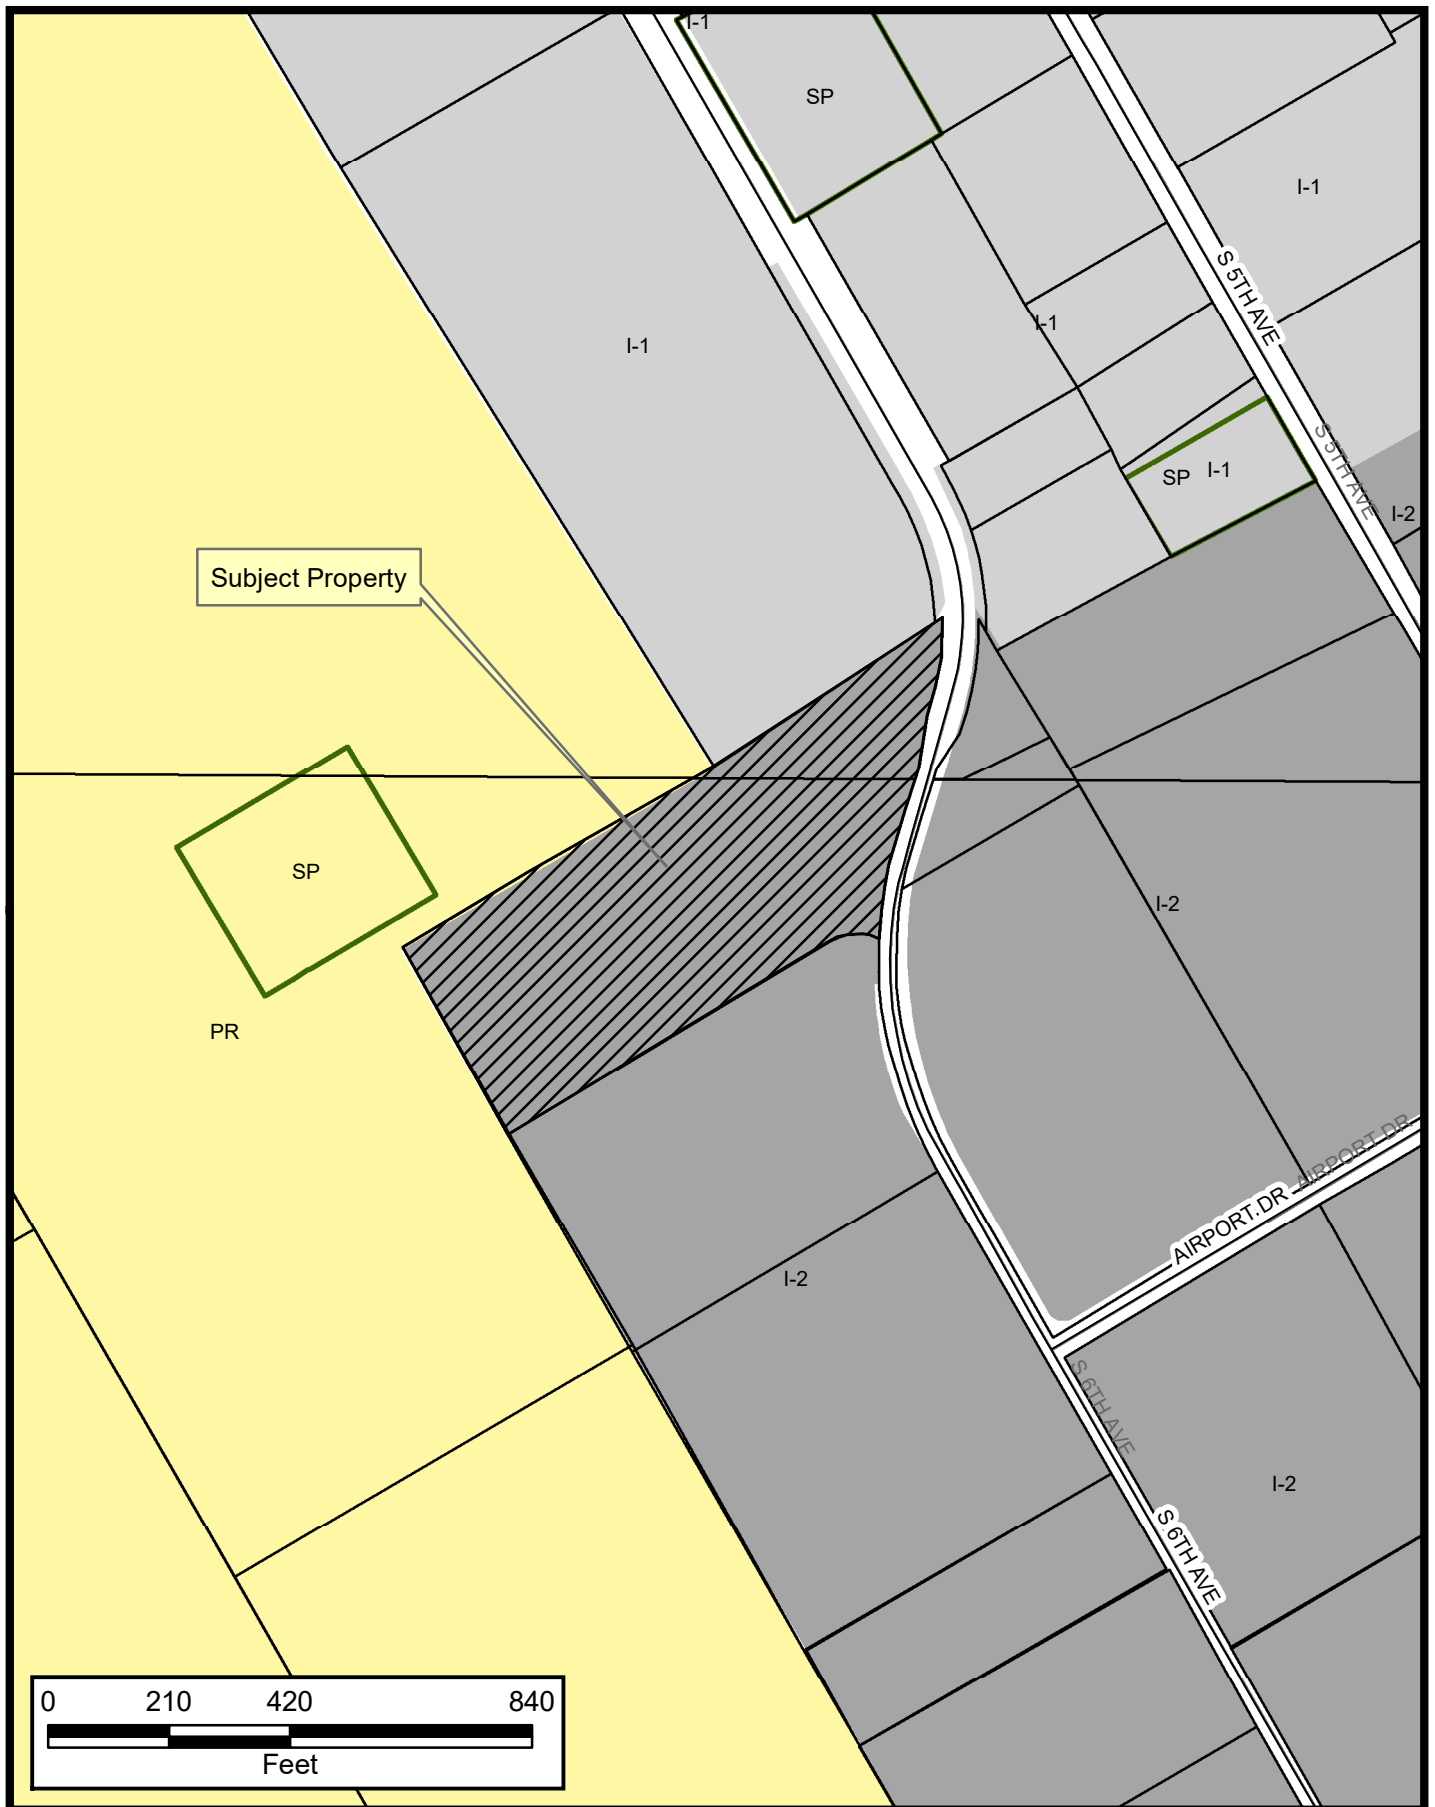 I-1
SP
I-1
S 5TH AVE
I-1
I-1
S 5TH AVE
SP
I-1
I-2
Subject Property
SP
I-2
PR
AIRPORT DR
AIRPORT DR
I-2
S 6TH AVE
I-2
S 6TH AVE
0 210 420 840
Feet